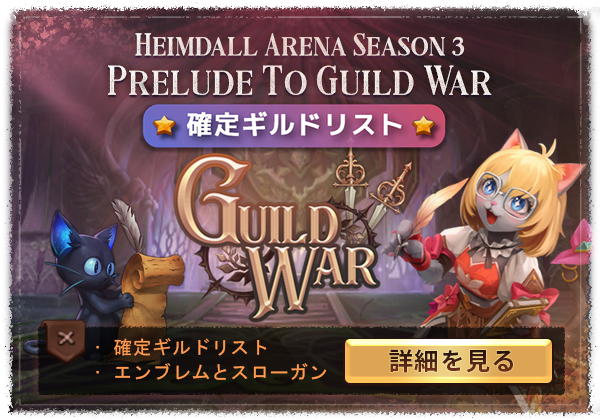 HEIMDALL ARENA SEASON 3
PRELUDE TO GUILD WAR
確定ギルドリスト
GUILD
WAR
・ 確定ギルドリスト
・ エンブレムとスローガン
詳細を見る